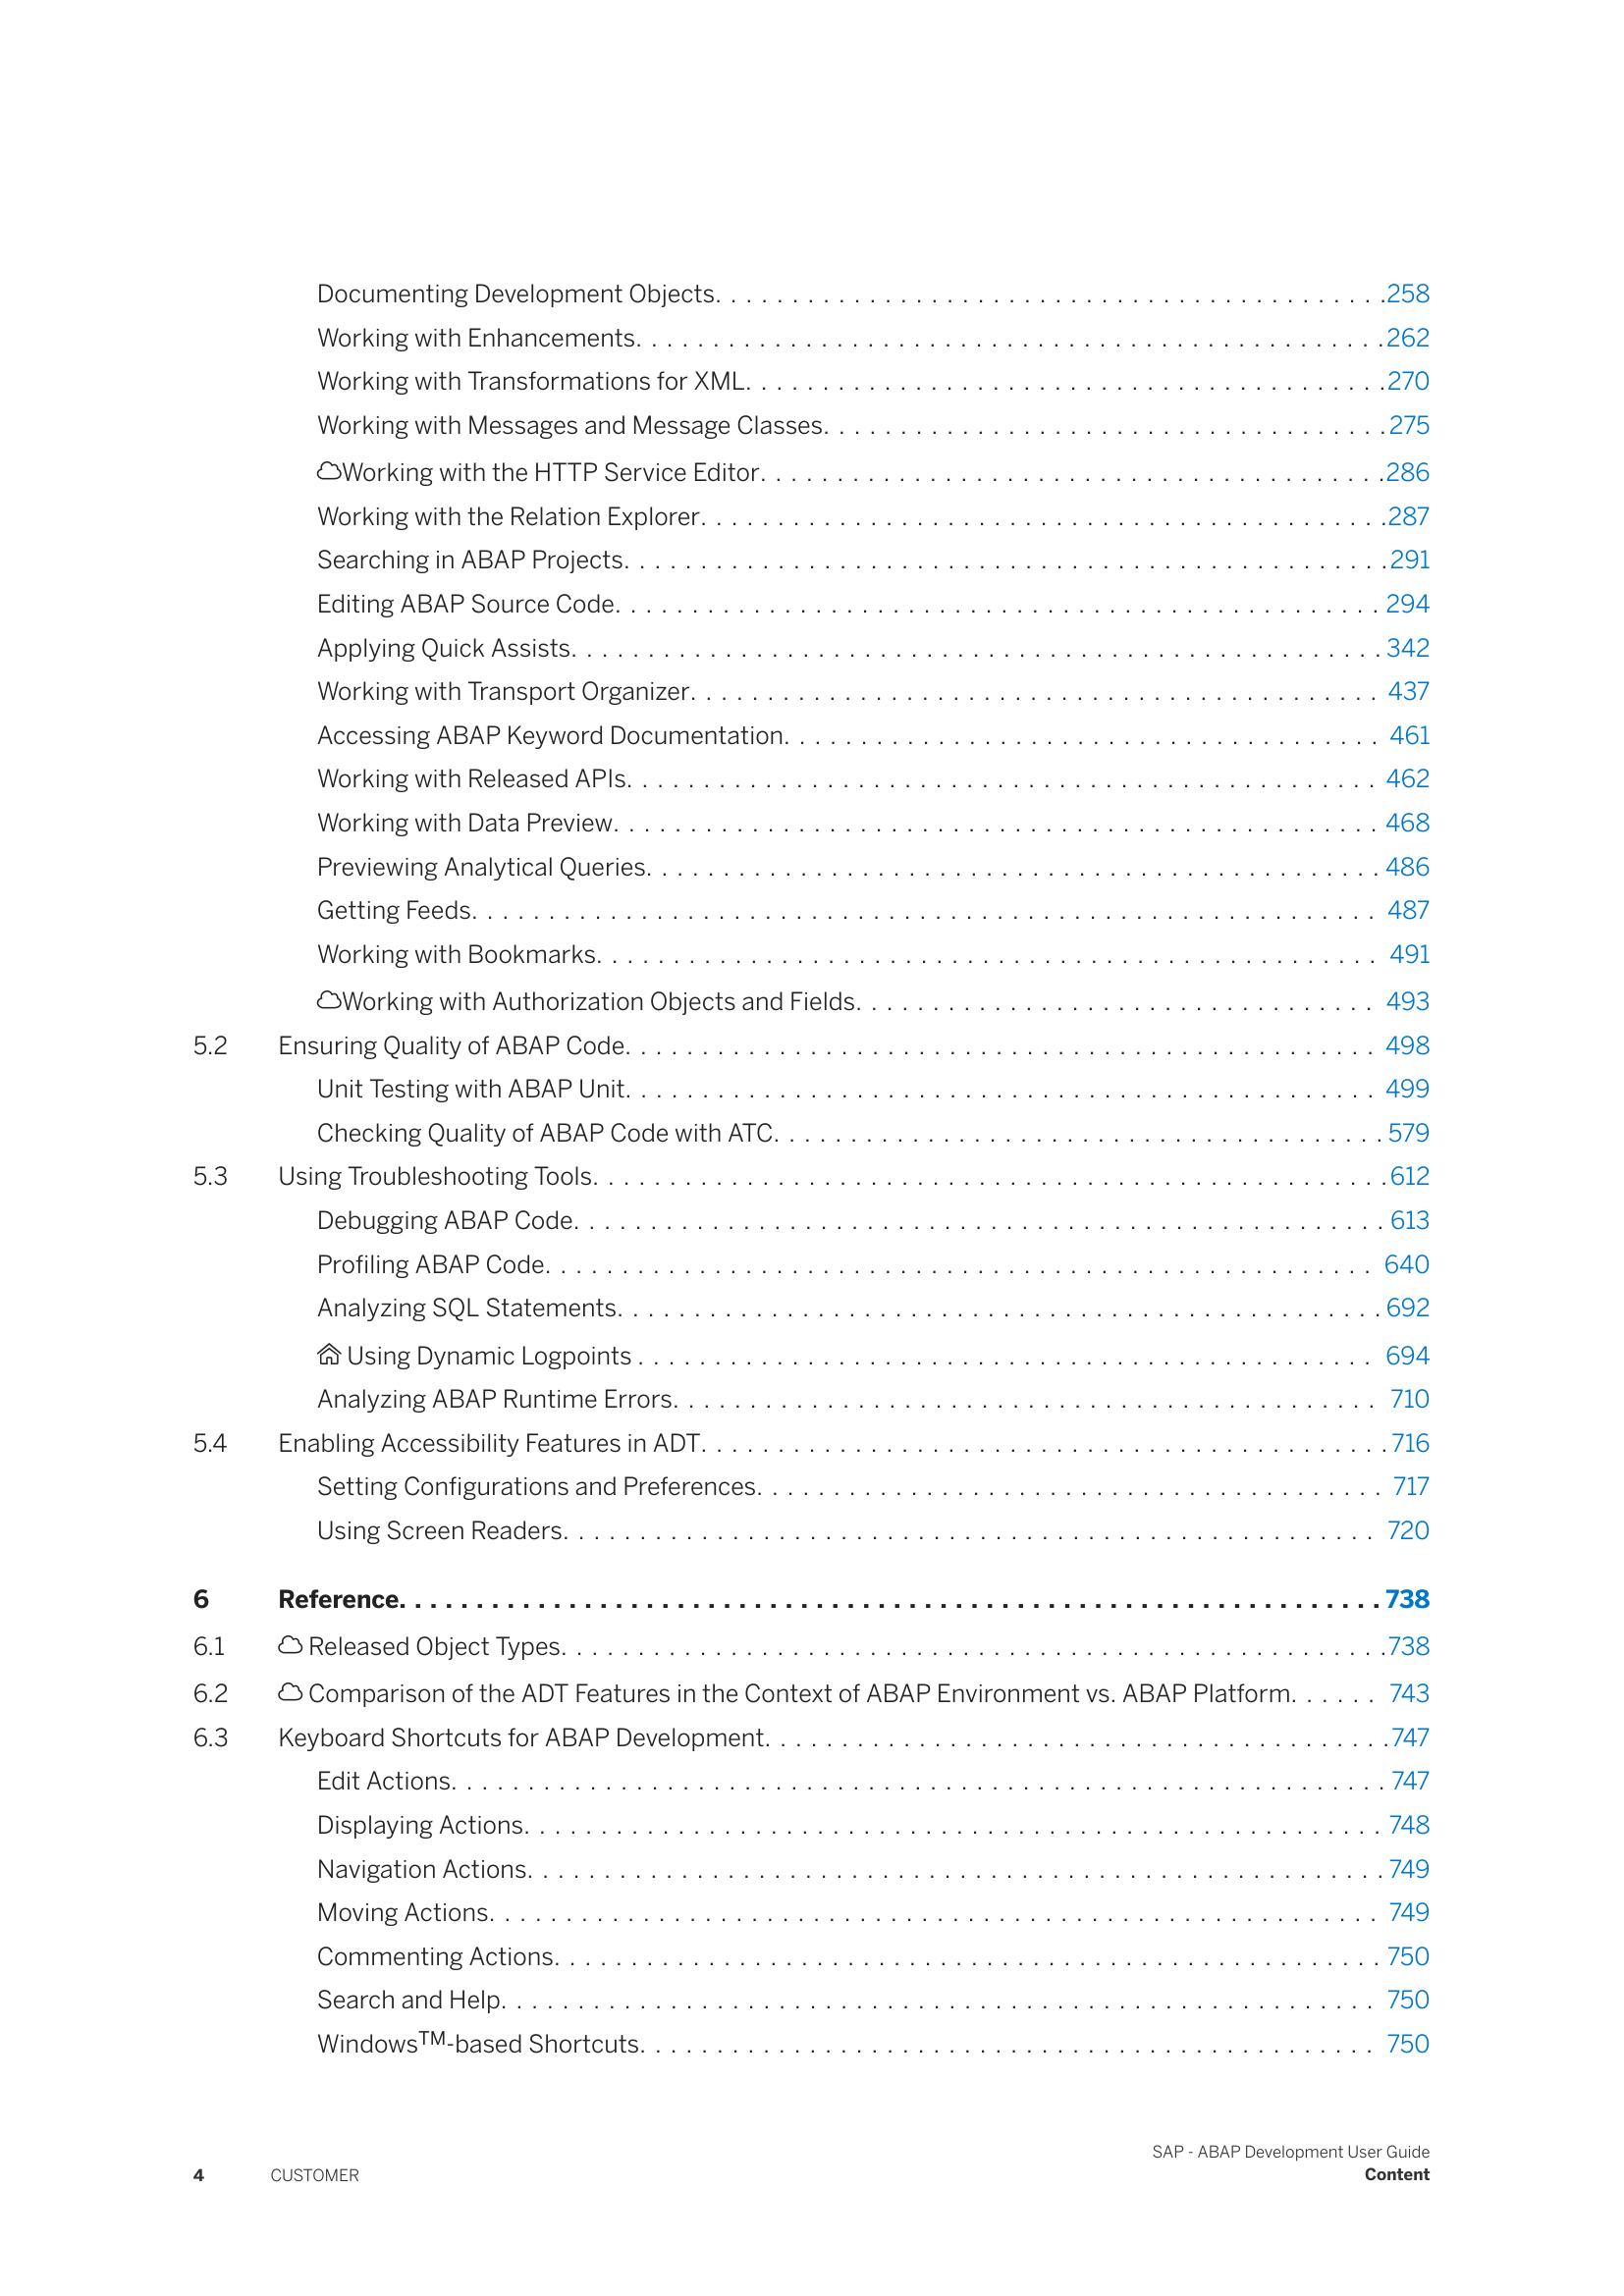 Documenting Development Objects. . . . . . . . . . . . . . . . . . . . . . . . . . . . . . . . . . . . . . . . . . . .258
Working with Enhancements. . . . . . . . . . . . . . . . . . . . . . . . . . . . . . . . . . . . . . . . . . . . . . . . .262
Working with Transformations for XML. . . . . . . . . . . . . . . . . . . . . . . . . . . . . . . . . . . . . . . . . .270
Working with Messages and Message Classes. . . . . . . . . . . . . . . . . . . . . . . . . . . . . . . . . . . . .275
Working with the HTTP Service Editor. . . . . . . . . . . . . . . . . . . . . . . . . . . . . . . . . . . . . . . . .286
Working with the Relation Explorer. . . . . . . . . . . . . . . . . . . . . . . . . . . . . . . . . . . . . . . . . . . . .287
Searching in ABAP Projects. . . . . . . . . . . . . . . . . . . . . . . . . . . . . . . . . . . . . . . . . . . . . . . . . .291
Editing ABAP Source Code. . . . . . . . . . . . . . . . . . . . . . . . . . . . . . . . . . . . . . . . . . . . . . . . . . 294
Applying Quick Assists. . . . . . . . . . . . . . . . . . . . . . . . . . . . . . . . . . . . . . . . . . . . . . . . . . . . . 342
Working with Transport Organizer. . . . . . . . . . . . . . . . . . . . . . . . . . . . . . . . . . . . . . . . . . . . . 437
Accessing ABAP Keyword Documentation. . . . . . . . . . . . . . . . . . . . . . . . . . . . . . . . . . . . . . . 461
Working with Released APIs. . . . . . . . . . . . . . . . . . . . . . . . . . . . . . . . . . . . . . . . . . . . . . . . . 462
Working with Data Preview. . . . . . . . . . . . . . . . . . . . . . . . . . . . . . . . . . . . . . . . . . . . . . . . . . 468
Previewing Analytical Queries. . . . . . . . . . . . . . . . . . . . . . . . . . . . . . . . . . . . . . . . . . . . . . . . 486
Getting Feeds. . . . . . . . . . . . . . . . . . . . . . . . . . . . . . . . . . . . . . . . . . . . . . . . . . . . . . . . . . . 487
Working with Bookmarks. . . . . . . . . . . . . . . . . . . . . . . . . . . . . . . . . . . . . . . . . . . . . . . . . . . 491
Working with Authorization Objects and Fields. . . . . . . . . . . . . . . . . . . . . . . . . . . . . . . . . . 493
5.2 Ensuring Quality of ABAP Code. . . . . . . . . . . . . . . . . . . . . . . . . . . . . . . . . . . . . . . . . . . . . . . . . 498
Unit Testing with ABAP Unit. . . . . . . . . . . . . . . . . . . . . . . . . . . . . . . . . . . . . . . . . . . . . . . . . 499
Checking Quality of ABAP Code with ATC. . . . . . . . . . . . . . . . . . . . . . . . . . . . . . . . . . . . . . . . 579
5.3 Using Troubleshooting Tools. . . . . . . . . . . . . . . . . . . . . . . . . . . . . . . . . . . . . . . . . . . . . . . . . . . .612
Debugging ABAP Code. . . . . . . . . . . . . . . . . . . . . . . . . . . . . . . . . . . . . . . . . . . . . . . . . . . . . 613
Profiling ABAP Code. . . . . . . . . . . . . . . . . . . . . . . . . . . . . . . . . . . . . . . . . . . . . . . . . . . . . . 640
Analyzing SQL Statements. . . . . . . . . . . . . . . . . . . . . . . . . . . . . . . . . . . . . . . . . . . . . . . . . . 692
Using Dynamic Logpoints . . . . . . . . . . . . . . . . . . . . . . . . . . . . . . . . . . . . . . . . . . . . . . . . 694
Analyzing ABAP Runtime Errors. . . . . . . . . . . . . . . . . . . . . . . . . . . . . . . . . . . . . . . . . . . . . . 710
5.4 Enabling Accessibility Features in ADT. . . . . . . . . . . . . . . . . . . . . . . . . . . . . . . . . . . . . . . . . . . . .716
Setting Configurations and Preferences. . . . . . . . . . . . . . . . . . . . . . . . . . . . . . . . . . . . . . . . . 717
Using Screen Readers. . . . . . . . . . . . . . . . . . . . . . . . . . . . . . . . . . . . . . . . . . . . . . . . . . . . . 720
6 Reference. . . . . . . . . . . . . . . . . . . . . . . . . . . . . . . . . . . . . . . . . . . . . . . . . . . . . . . . . . . . . . . . 738
6.1 Released Object Types. . . . . . . . . . . . . . . . . . . . . . . . . . . . . . . . . . . . . . . . . . . . . . . . . . . . . .738
6.2 Comparison of the ADT Features in the Context of ABAP Environment vs. ABAP Platform. . . . . . 743
6.3 Keyboard Shortcuts for ABAP Development. . . . . . . . . . . . . . . . . . . . . . . . . . . . . . . . . . . . . . . . .747
Edit Actions. . . . . . . . . . . . . . . . . . . . . . . . . . . . . . . . . . . . . . . . . . . . . . . . . . . . . . . . . . . . . 747
Displaying Actions. . . . . . . . . . . . . . . . . . . . . . . . . . . . . . . . . . . . . . . . . . . . . . . . . . . . . . . . 748
Navigation Actions. . . . . . . . . . . . . . . . . . . . . . . . . . . . . . . . . . . . . . . . . . . . . . . . . . . . . . . . 749
Moving Actions. . . . . . . . . . . . . . . . . . . . . . . . . . . . . . . . . . . . . . . . . . . . . . . . . . . . . . . . . . 749
Commenting Actions. . . . . . . . . . . . . . . . . . . . . . . . . . . . . . . . . . . . . . . . . . . . . . . . . . . . . . 750
Search and Help. . . . . . . . . . . . . . . . . . . . . . . . . . . . . . . . . . . . . . . . . . . . . . . . . . . . . . . . . 750
Windows™-based Shortcuts. . . . . . . . . . . . . . . . . . . . . . . . . . . . . . . . . . . . . . . . . . . . . . . . 750
SAP - ABAP Development User Guide
4 CUSTOMER Content